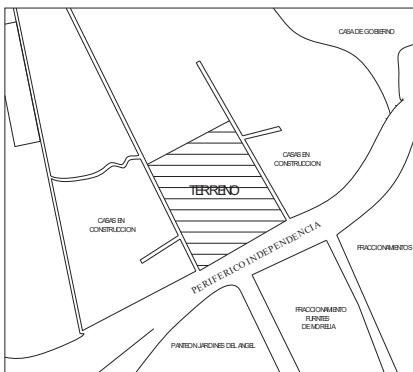 CASA DE GOBIERNO
CASAS EN
CONSTRUCCION
TERRENO
CASAS EN
CONSTRUCCION
PERIFERICO INDEPENDENCIA
FRACCIONAMIENTOS
FRACCIONAMIENTO
FUENTES
DE MORELIA
PANTEON JARDINES DEL ANGEL